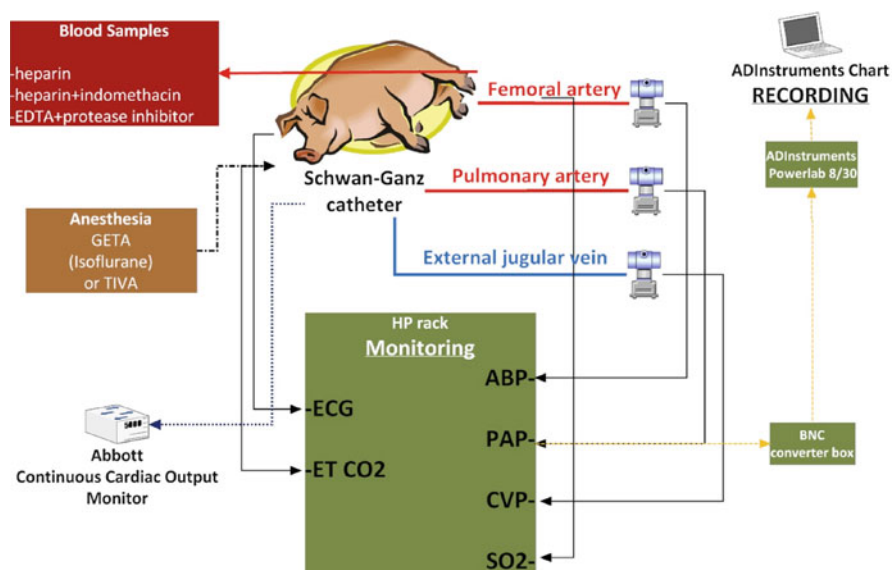 Blood Samples
-heparin
-heparin+indomethacin
-EDTA+protease inhibitor
Femoral artery
ADInstruments Chart
RECORDING
ADInstruments
Powerlab 8/30
Schwan-Ganz
catheter
Pulmonary artery
Anesthesia
GETA
(Isoflurane)
or TIVA
External jugular vein
HP rack
Monitoring
ABP-
-ECG
PAP-
BNC
converter box
5000
Abbott
Continuous Cardiac Output
Monitor
-ET CO2
CVP-
SO2-